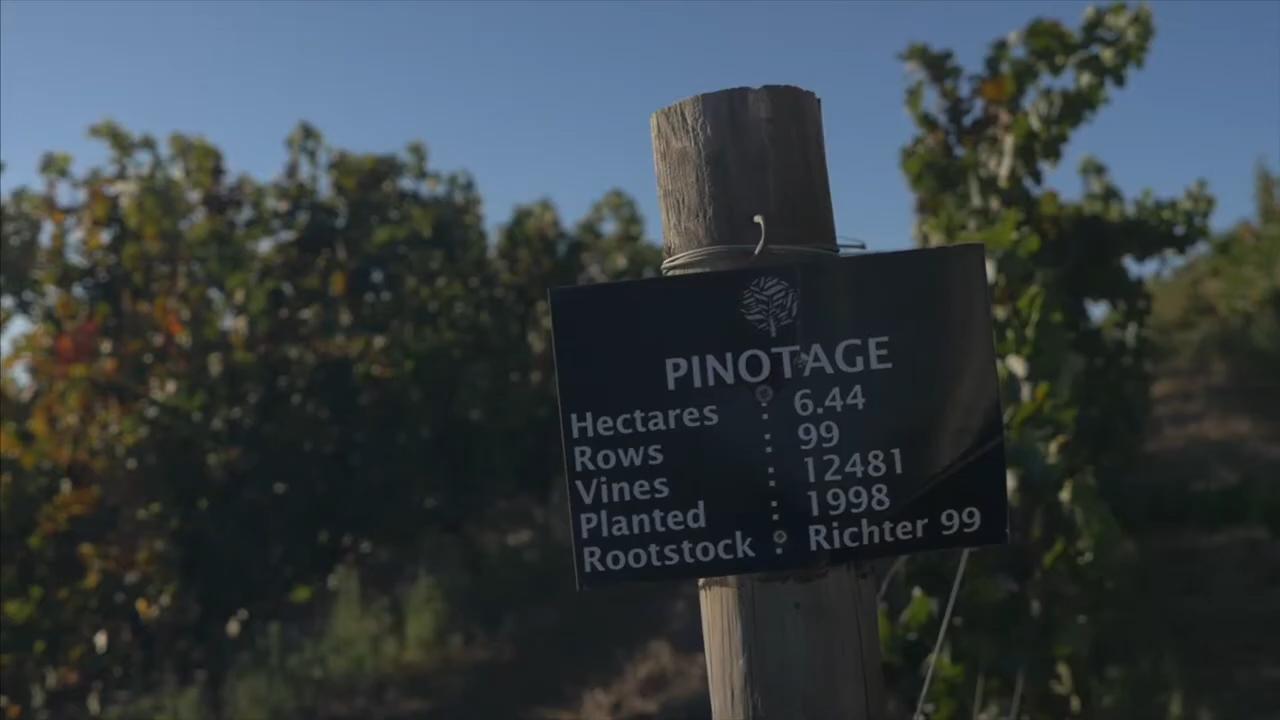 PINOTAGE
Hectares : 6.44
Rows : 99
Vines : 12481
Planted : 1998
Rootstock : Richter 99